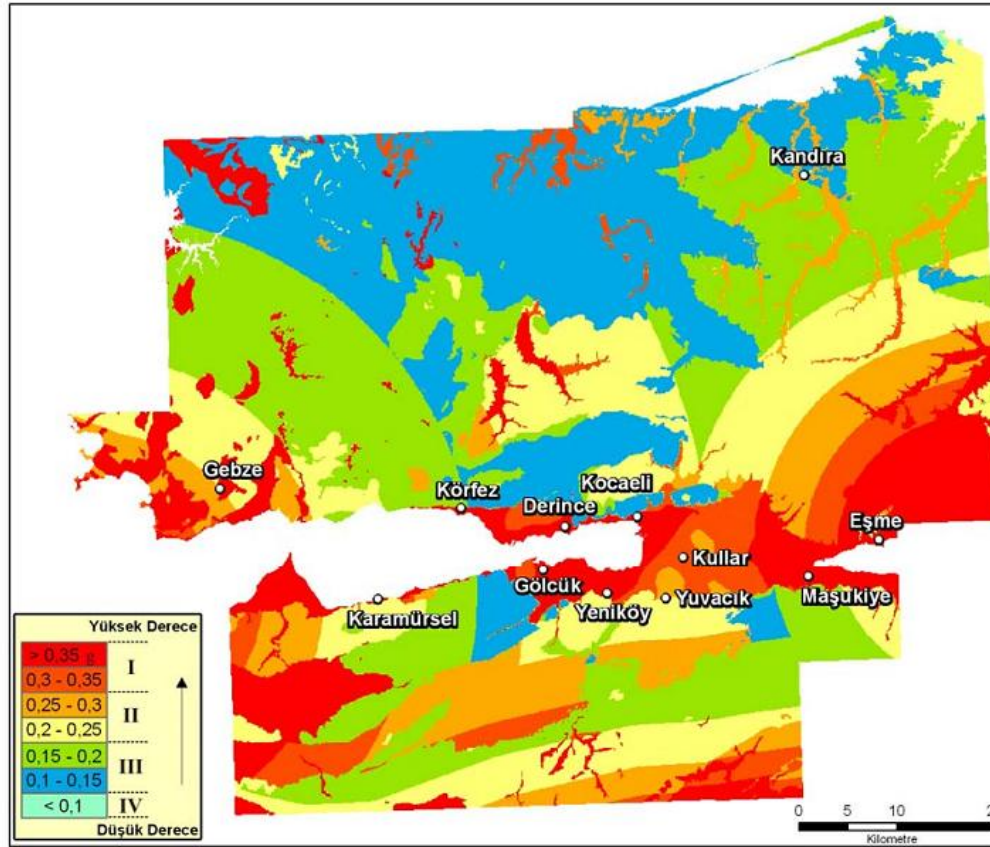 Kandıra
Gebze
Körfez
Kocaeli
Derince
Eşme
Kullar
Gölcük
Maşukiye
Karamürsel
Yeniköy
Yuvacık
Yüksek Derece
> 0,35 g
I
0,3 - 0,35
0,25 - 0,3
II
0,2 - 0,25
0,15 - 0,2
III
0,1 - 0,15
< 0,1
IV
Düşük Derece
0 5 10
Kilometre